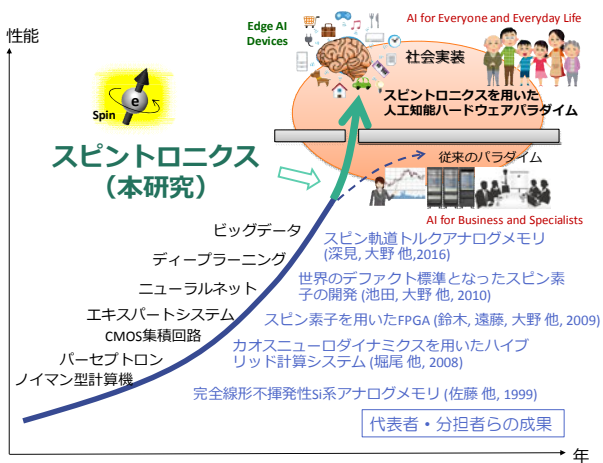 性能
Edge AI
Devices
AI for Everyone and Everyday Life
社会実装
スピントロニクスを用いた
人工知能ハードウェアパラダイム
e
Spin
従来のパラダイム
スピントロニクス
（本研究）
AI for Business and Specialists
ビッグデータ
ディープラーニング
ニューラルネット
エキスパートシステム
CMOS集積回路
パーセプトロン
ノイマン型計算機
スピン軌道トルクアナログメモリ
(深見, 大野 他,2016)
世界のデファクト標準となったスピン素
子の開発 (池田, 大野 他, 2010)
スピン素子を用いたFPGA (鈴木, 遠藤, 大野 他, 2009)
カオスニューロダイナミクスを用いたハイブ
リッド計算システム (堀尾 他, 2008)
完全線形不揮発性Si系アナログメモリ (佐藤 他, 1999)
代表者・分担者らの成果
年